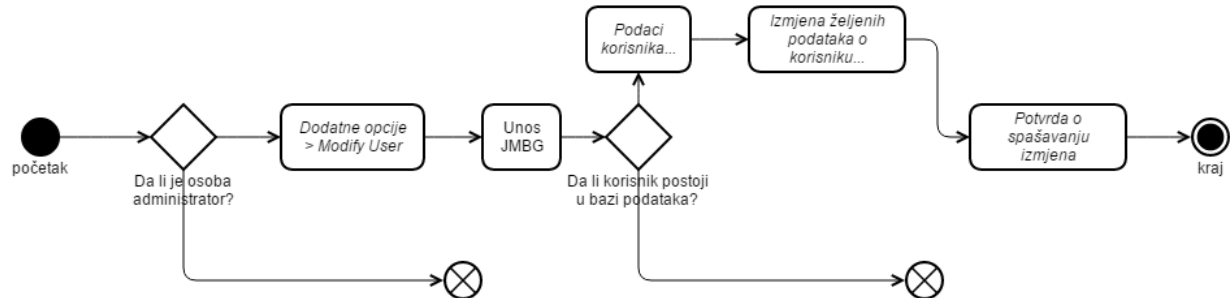 početak
Da li je osoba
administrator?
Dodatne opcije
> Modify User
Unos
JMBG
Da li korisnik postoji
u bazi podataka?
Podaci
korisnika...
Izmjena željenih
podataka o
korisniku...
Potvrda o
spašavanju
izmjena
kraj